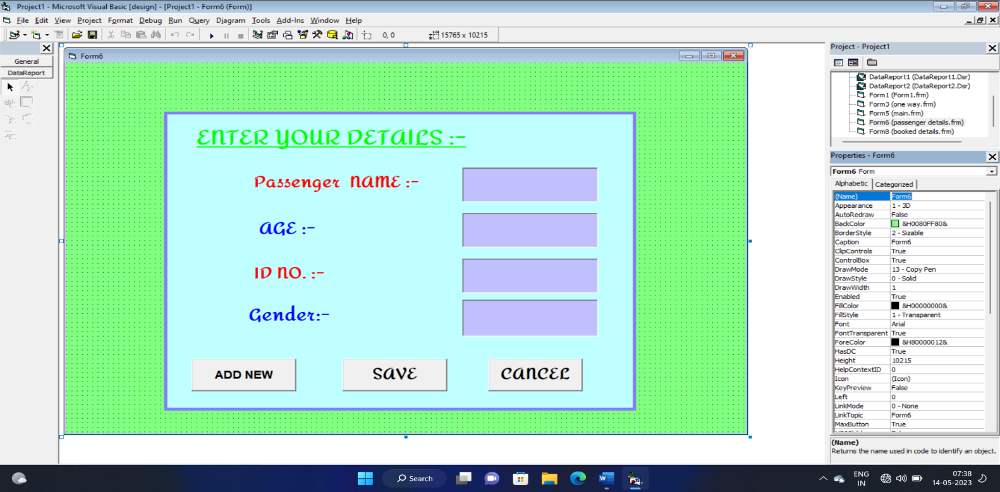 Project1 - Microsoft Visual Basic [design] - [Project1 - Form6 (Form)]
File Edit View Project Format Debug Run Query Diagram Tools Add-Ins Window Help
0, 0 15765 x 10215
General
DataReport
Form6
ENTER YOUR DETAILS :-
Passenger NAME :-
AGE :-
ID NO. :-
Gender:-
ADD NEW SAVE CANCEL
Project - Project1
DataReport1 (DataReport1.Dsr)
DataReport2 (DataReport2.Dsr)
Form1 (Form1.frm)
Form3 (one way.frm)
Form5 (main.frm)
Form6 (passenger details.frm)
Form8 (booked details.frm)
Properties - Form6
Form6 Form
Alphabetic Categorized
(Name) Form6
Appearance 1 - 3D
AutoRedraw False
BackColor &H0080FF80&
BorderStyle 2 - Sizable
Caption Form6
ClipControls True
ControlBox True
DrawMode 13 - Copy Pen
DrawStyle 0 - Solid
DrawWidth 1
Enabled True
FillColor &H00000000&
FillStyle 1 - Transparent
Font Arial
FontTransparent True
ForeColor &H80000012&
HasDC True
Height 10215
HelpContextID 0
Icon (Icon)
KeyPreview False
Left 0
LinkMode 0 - None
LinkTopic Form6
MaxButton True
(Name)
Returns the name used in code to identify an object.
Search
ENG
IN
07:38
14-05-2023